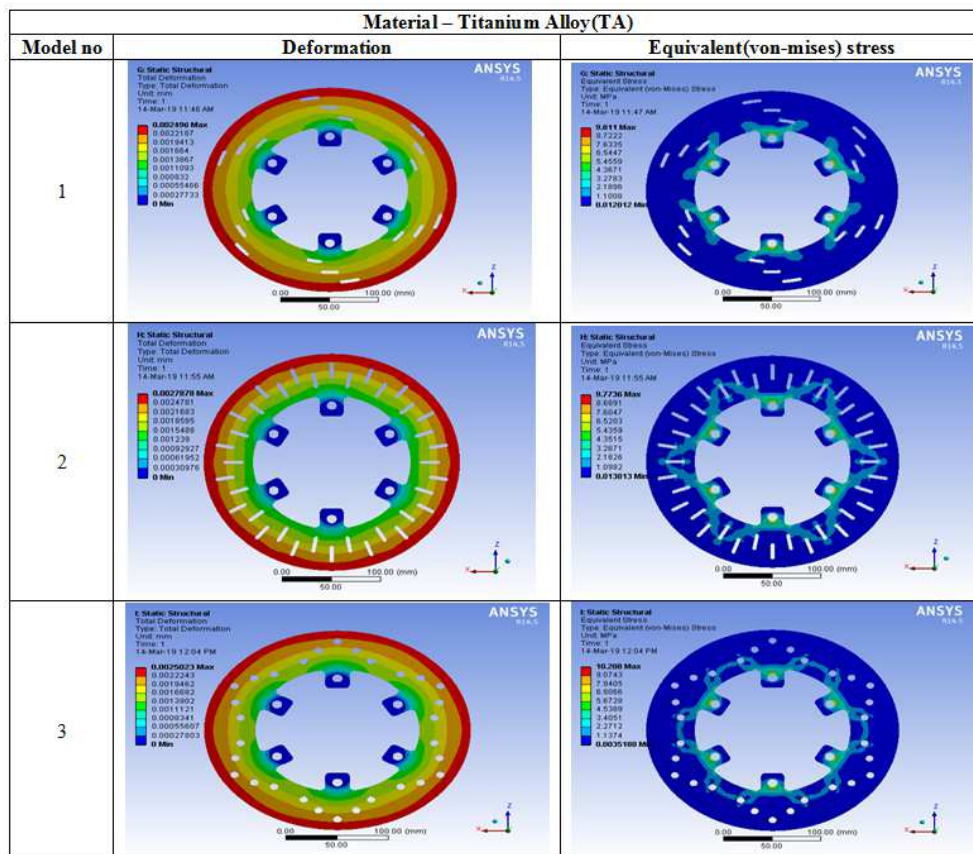 Material – Titanium Alloy(TA)
Model no
Deformation
Equivalent(von-mises) stress
1
G: Static Structural
Total Deformation
Type: Total Deformation
Unit: mm
Time: 1
14-Mar-19 11:46 AM
0.002496 Max
0.0022187
0.0019413
0.001664
0.0013867
0.0011093
0.000832
0.00055466
0.00027733
0 Min
ANSYS
R14.5
0.00
100.00 (mm)
50.00
Z
X
G: Static Structural
Equivalent Stress
Type: Equivalent (von-Mises) Stress
Unit: MPa
Time: 1
14-Mar-19 11:47 AM
7.6335
6.5447
5.4559
4.3671
3.2783
2.1896
1.1008
0.012012 Min
ANSYS
R14.5
0.00
100.00 (mm)
50.00
Z
X
2
H: Static Structural
Total Deformation
Type: Total Deformation
Unit: mm
Time: 1
14-Mar-19 11:55 AM
0.0027878 Max
0.0024781
0.0021683
0.0018585
0.0015488
0.001239
0.00092927
0.00061952
0.00030976
0 Min
ANSYS
R14.5
0.00
100.00 (mm)
50.00
Z
X
H: Static Structural
Equivalent Stress
Type: Equivalent (von-Mises) Stress
Unit: MPa
Time: 1
14-Mar-19 11:55 AM
9.7736
8.6891
7.6047
6.5203
5.4359
4.3515
3.2671
2.1826
1.0982
0.013813 Min
ANSYS
R14.5
0.00
100.00 (mm)
50.00
Z
X
3
I: Static Structural
Total Deformation
Type: Total Deformation
Unit: mm
Time: 1
14-Mar-19 12:04 PM
0.0025023 Max
0.0022243
0.0019462
0.0016682
0.0013902
0.0011121
0.0008341
0.00055607
0.00027803
0 Min
ANSYS
R14.5
0.00
100.00 (mm)
50.00
Z
X
I: Static Structural
Equivalent Stress
Type: Equivalent (von-Mises) Stress
Unit: MPa
Time: 1
14-Mar-19 12:04 PM
10.208
9.0743
7.9405
6.8066
5.6728
4.5389
3.4051
2.2712
1.1374
ANSYS
R14.5
0.00
100.00 (mm)
50.00
Z
X